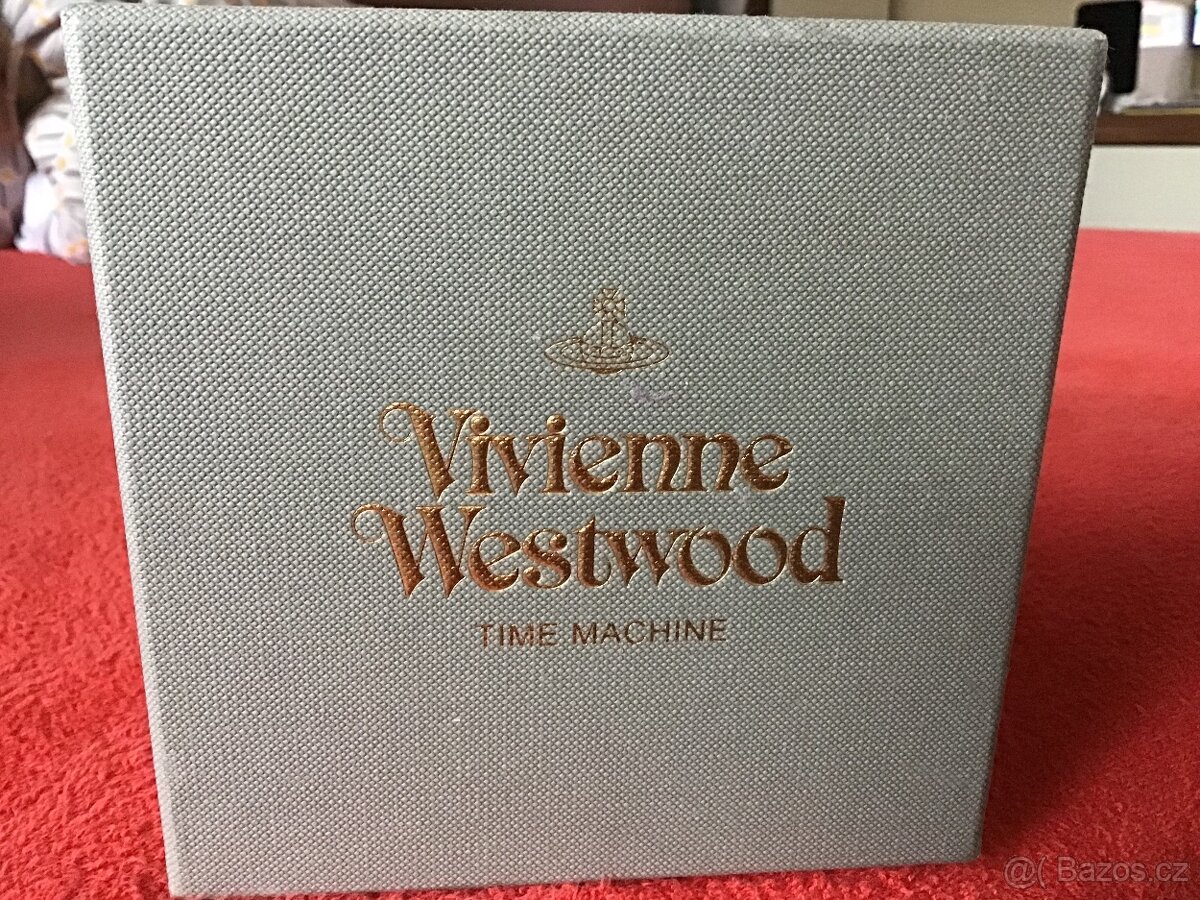 Vivienne
Westwood
TIME MACHINE
@( Bazos.cz